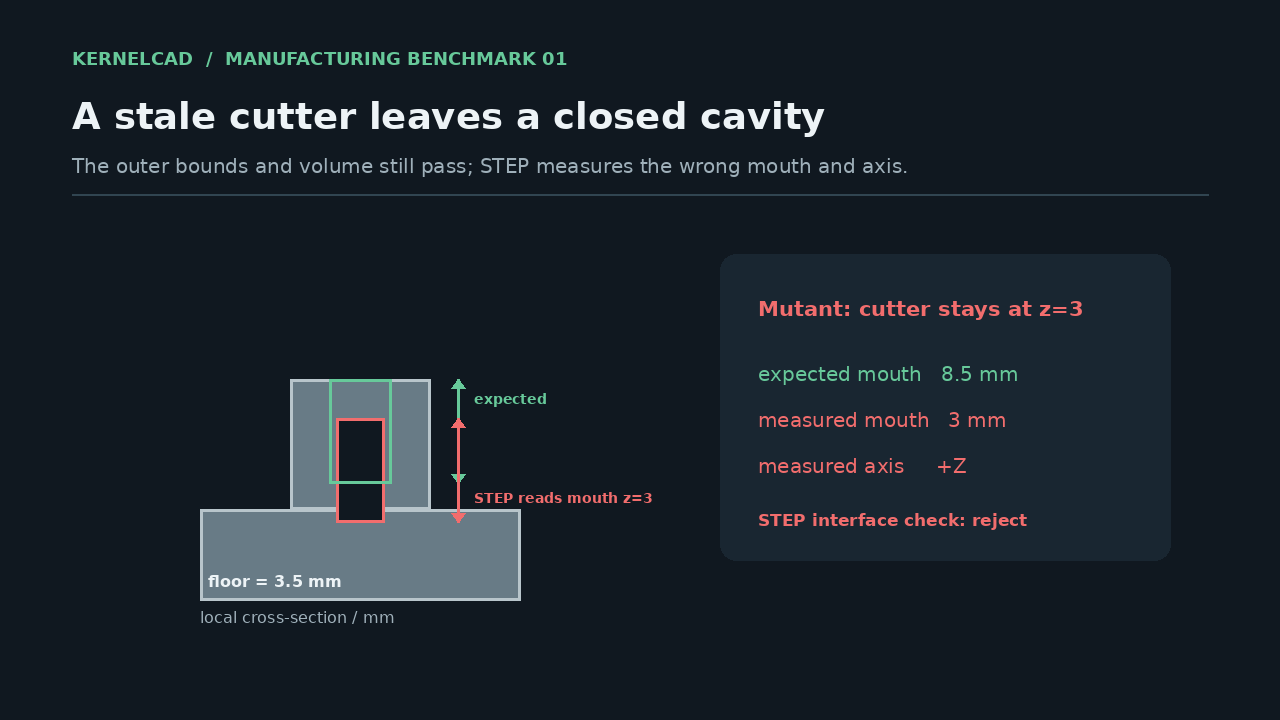 KERNELCAD / MANUFACTURING BENCHMARK 01
A stale cutter leaves a closed cavity
The outer bounds and volume still pass; STEP measures the wrong mouth and axis.
Mutant: cutter stays at z=3
expected mouth 8.5 mm
measured mouth 3 mm
measured axis +Z
STEP interface check: reject
expected
STEP reads mouth z=3
floor = 3.5 mm
local cross-section / mm